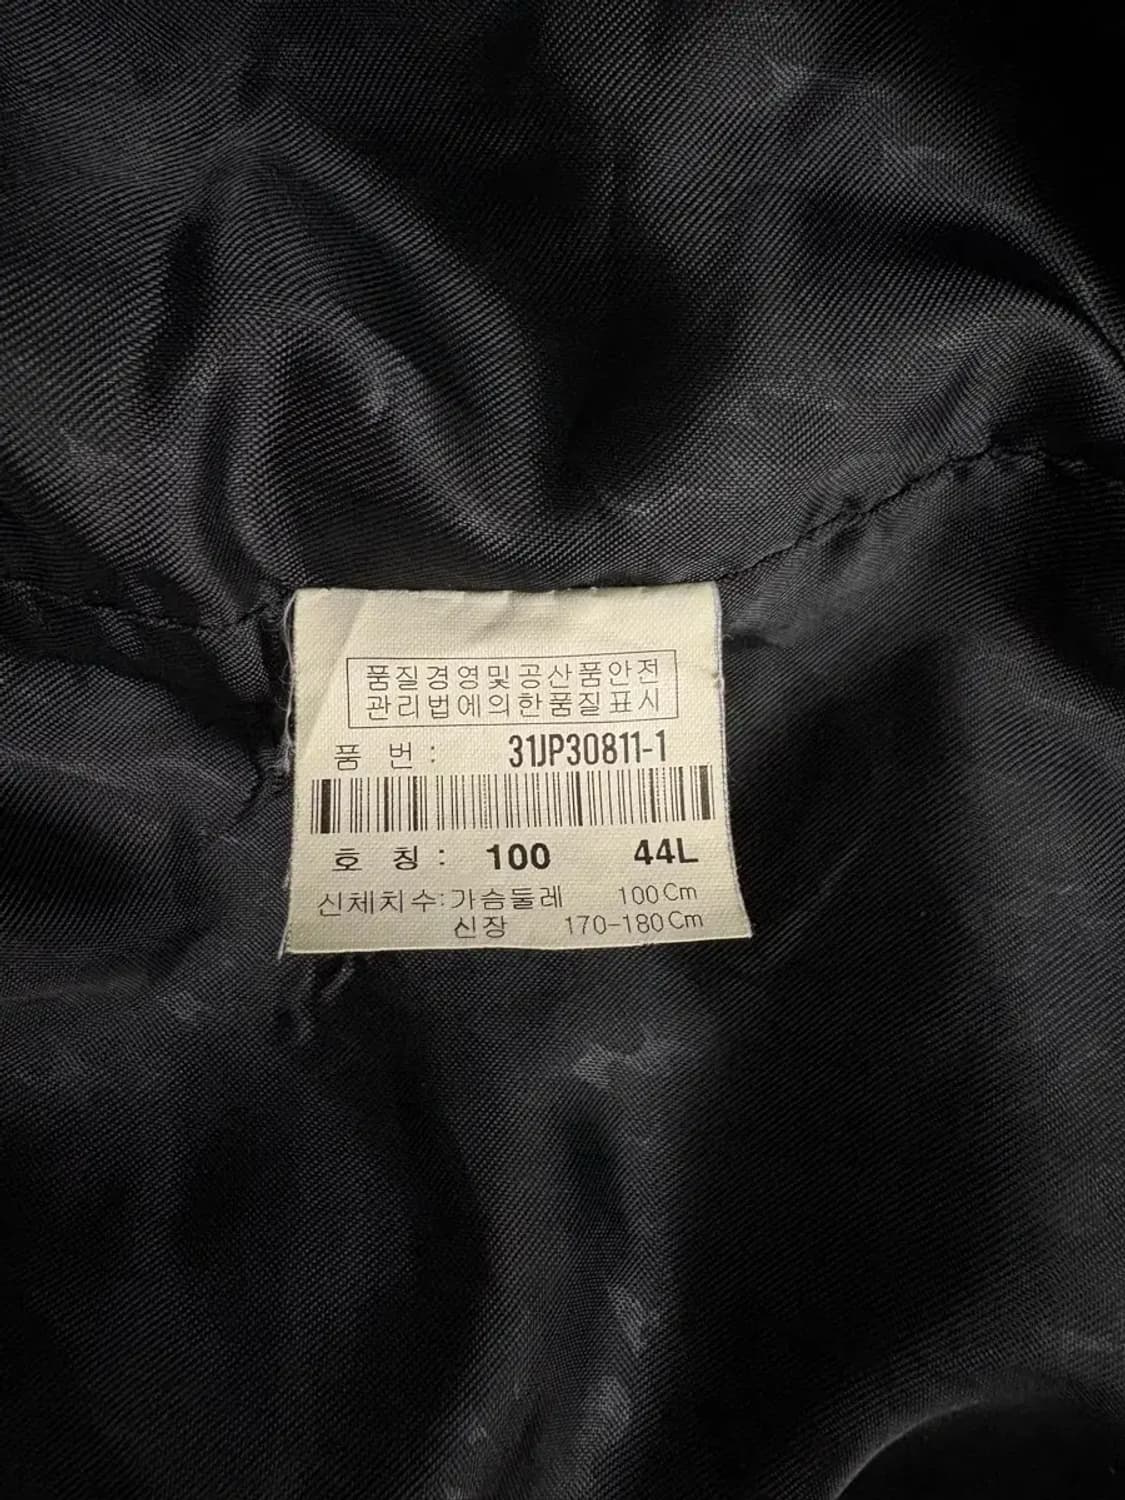 품질경영및공산품안전
관리법에의한품질표시
품 번 : 31JP30811-1
호 칭 : 100 44L
신체치수:가슴둘레 100Cm
신장 170-180Cm